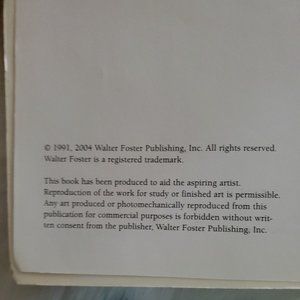 © 1991, 2004 Walter Foster Publishing, Inc. All rights reserved.
Walter Foster is a registered trademark.
This book has been produced to aid the aspiring artist.
Reproduction of the work for study or finished art is permissible.
Any art produced or photomechanically reproduced from this
publication for commercial purposes is forbidden without writ-
ten consent from the publisher, Walter Foster Publishing, Inc.